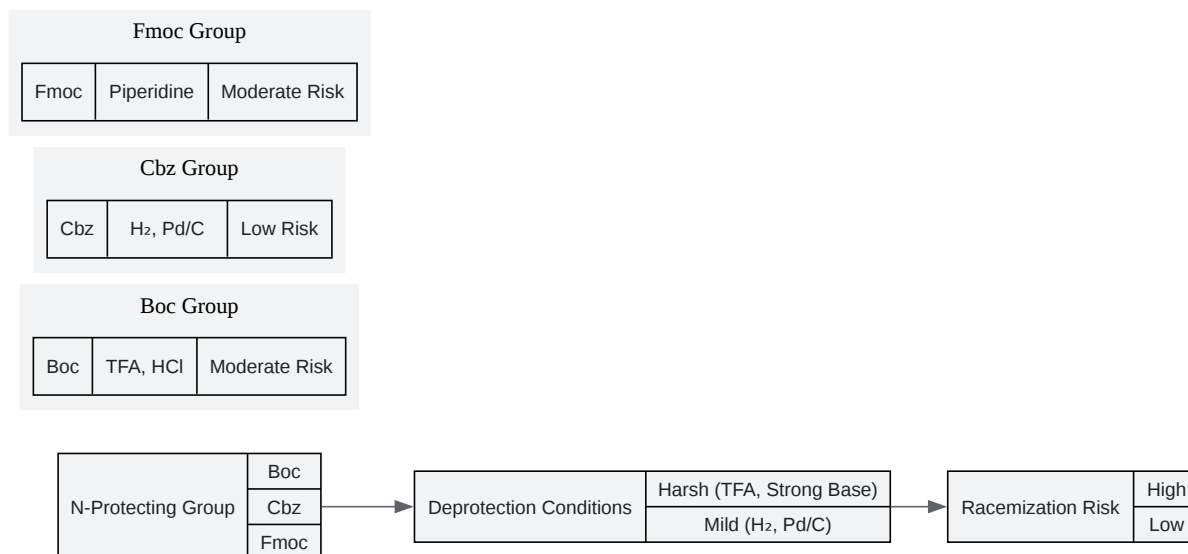 Fmoc Group
Fmoc Piperidine Moderate Risk
Cbz Group
Cbz H₂, Pd/C Low Risk
Boc Group
Boc TFA, HCl Moderate Risk
N-Protecting Group
Boc
Cbz
Fmoc
Deprotection Conditions
Harsh (TFA, Strong Base)
Mild (H₂, Pd/C)
Racemization Risk
High
Low